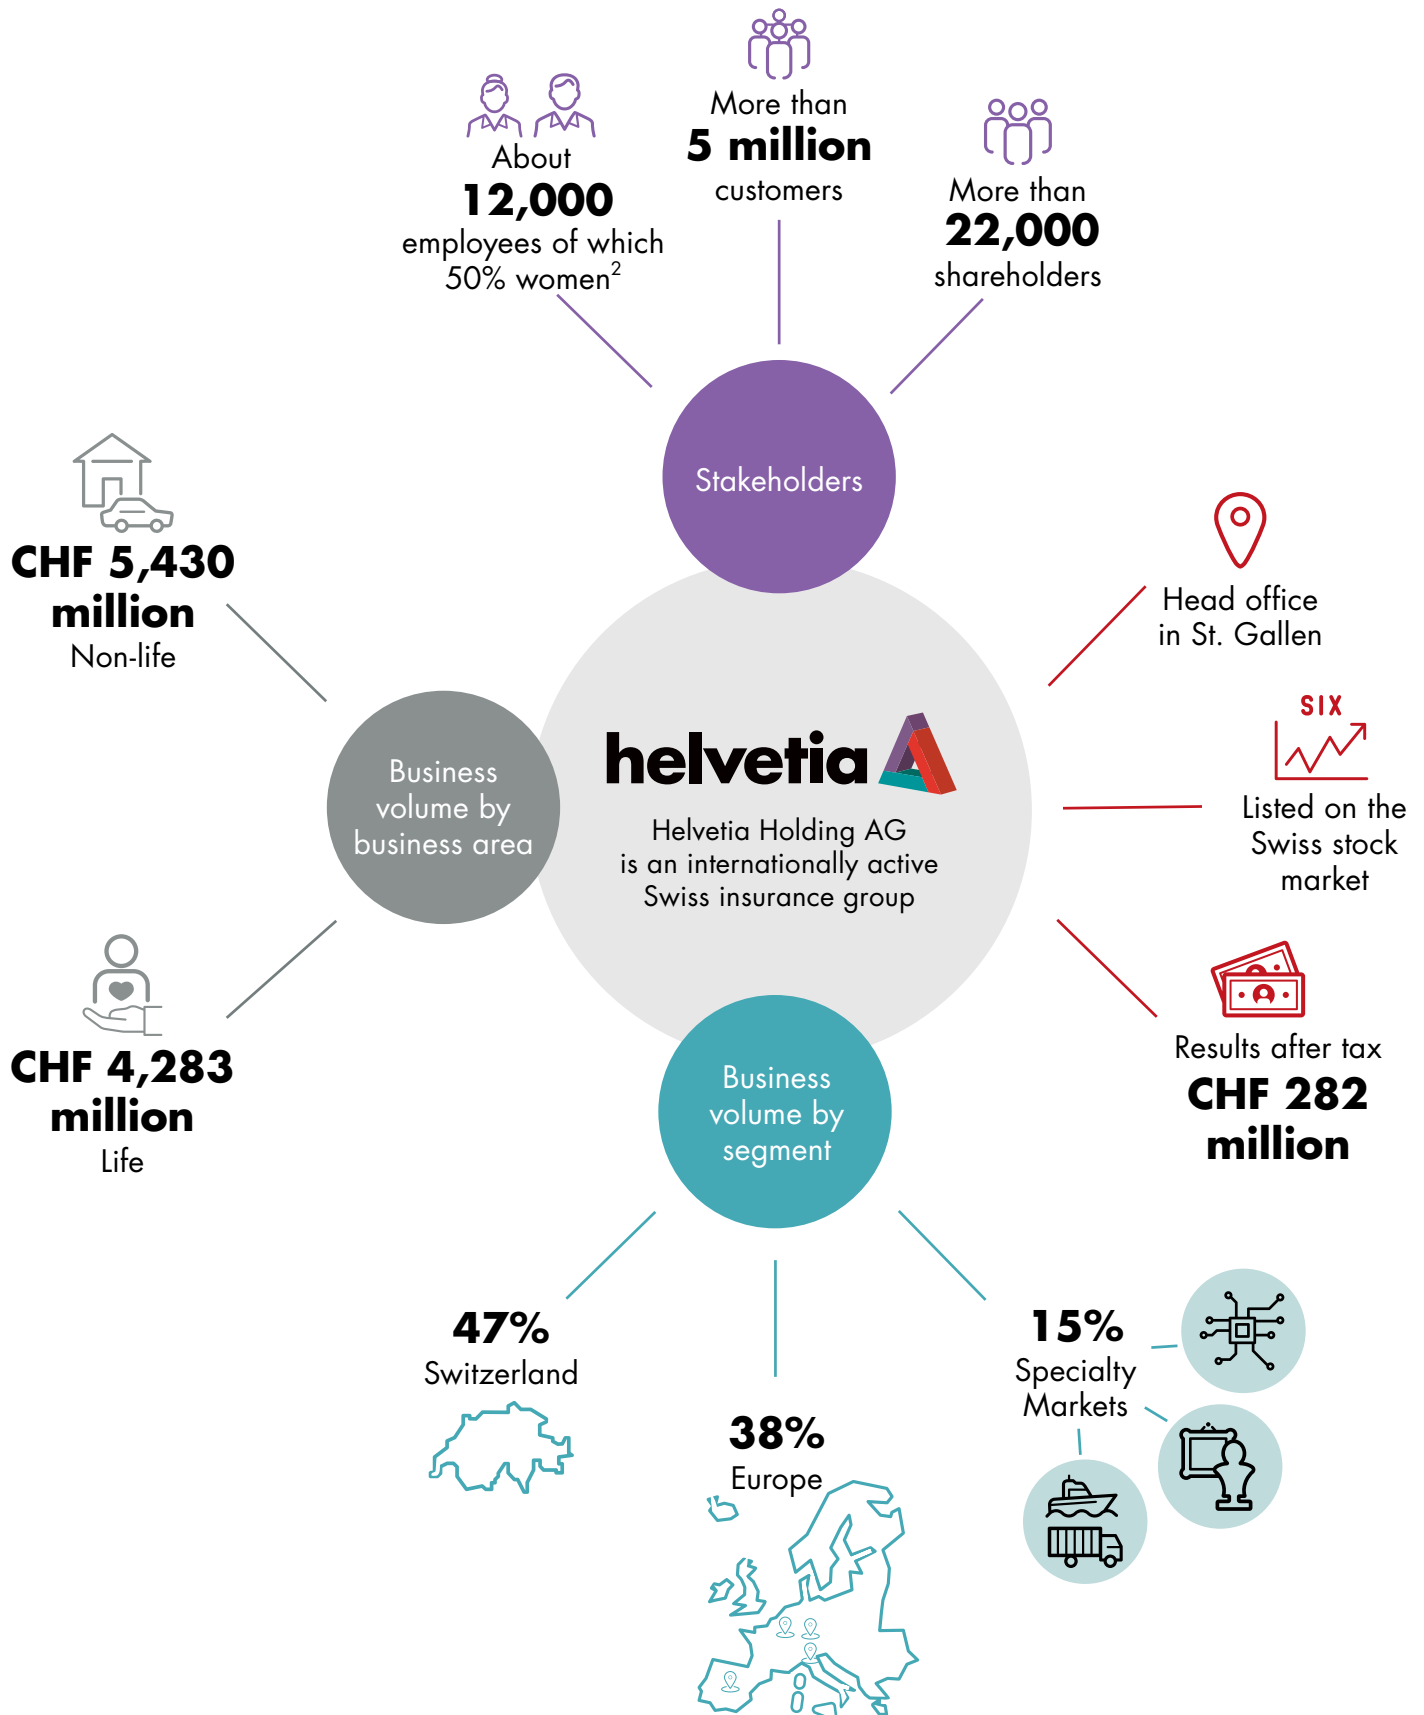 More than
5 million
customers
About
12,000
employees of which
50% women²
More than
22,000
shareholders
Stakeholders
CHF 5,430
million
Non-life
Head office
in St. Gallen
SIX
Listed on the
Swiss stock
market
Business
volume by
business area
helvetia
Helvetia Holding AG
is an internationally active
Swiss insurance group
CHF 4,283
million
Life
Results after tax
CHF 282
million
Business
volume by
segment
47%
Switzerland
38%
Europe
15%
Specialty
Markets